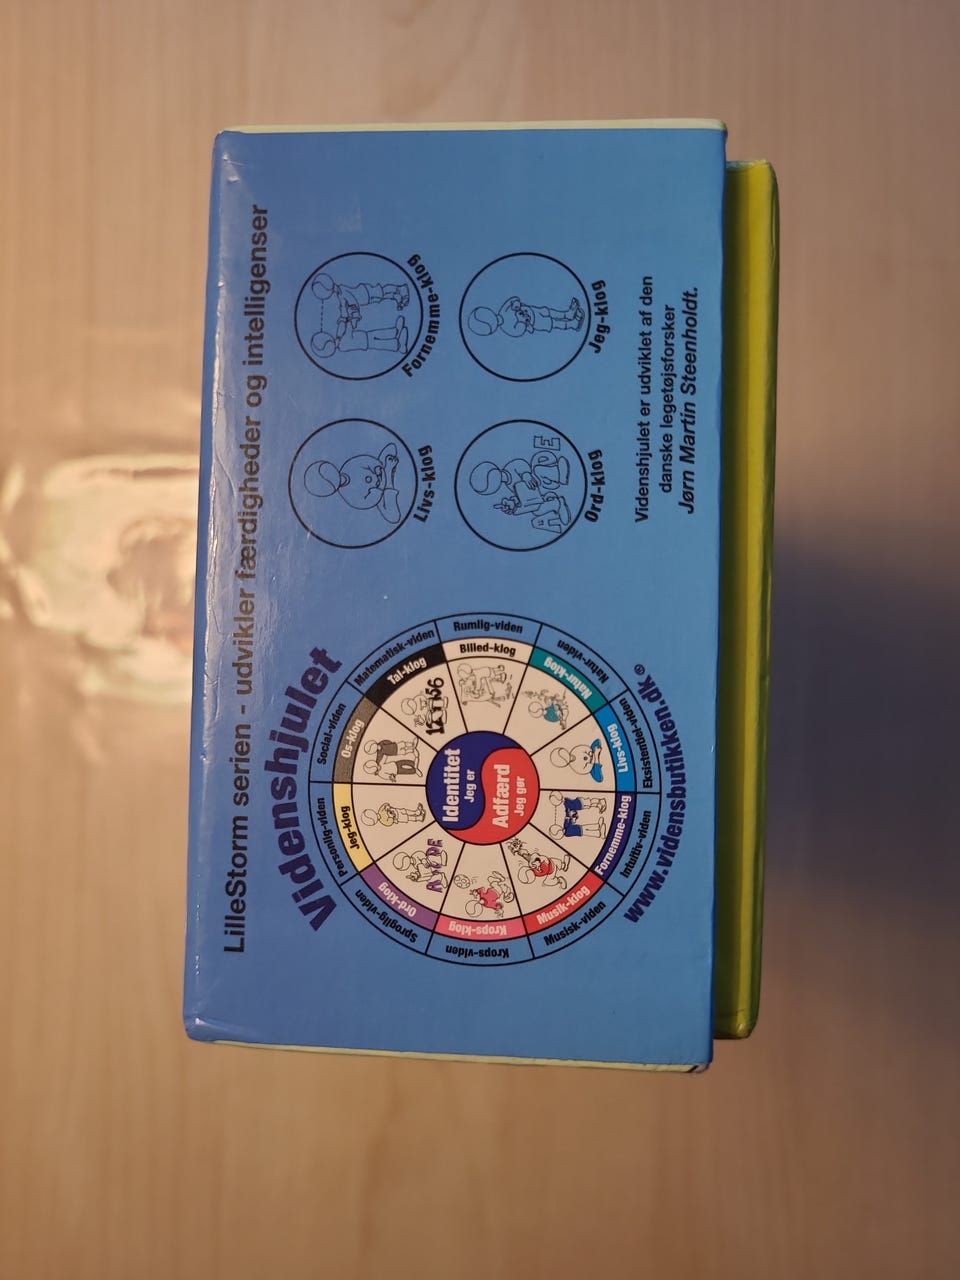 LilleStorm serien - udvikler færdigheder og intelligenser
Videnshjulet
Rumlig-viden
Billed-klog
Natur-viden
Natur-klog
Eksistentiel-viden
Livs-klog
Intuitiv-viden
Fornemme-klog
Musisk-viden
Musik-klog
Krops-viden
Krops-klog
Sproglig-viden
Ord-klog
Personlig-viden
Jeg-klog
Social-viden
Os-klog
Matematisk-viden
Tal-klog
Identitet
Jeg er
Adfærd
Jeg gør
www.vidensbutikken.dk®
Livs-klog
Fornemme-klog
Ord-klog
Jeg-klog
Videnshjulet er udviklet af den
danske legetøjsforsker
Jørn Martin Steenholdt.